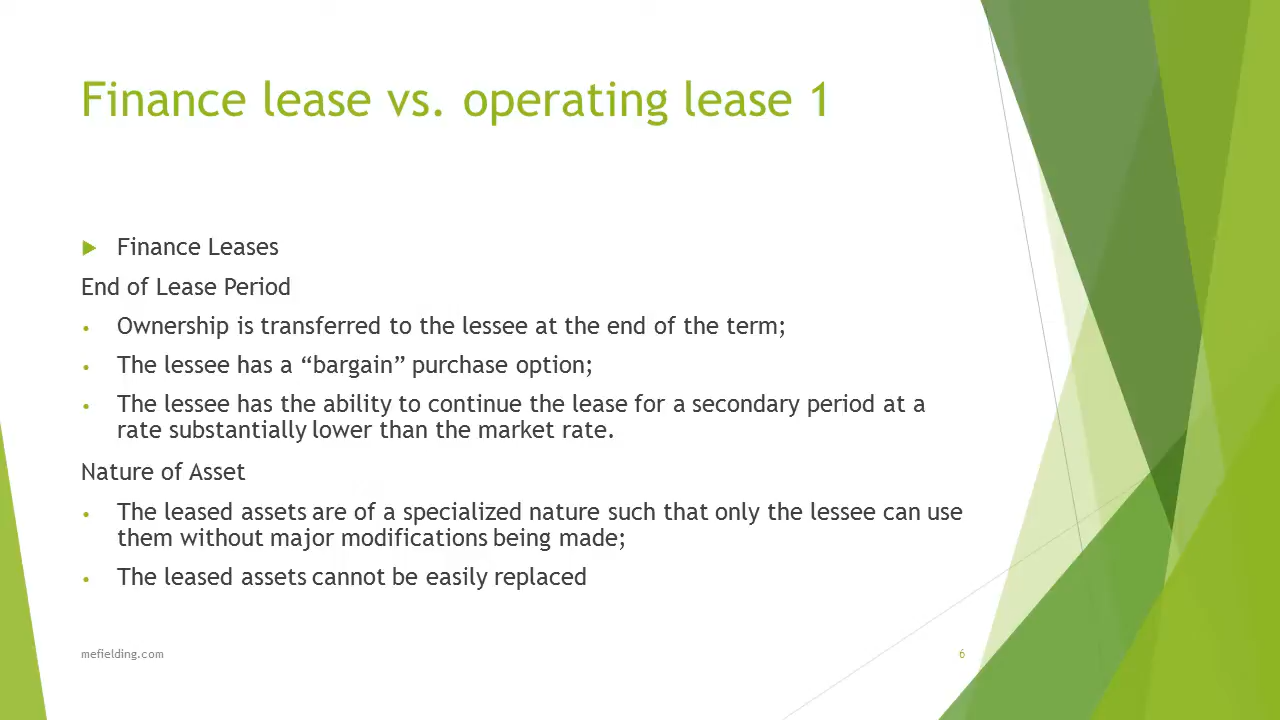 Finance lease vs. operating lease 1
Finance Leases
End of Lease Period
• Ownership is transferred to the lessee at the end of the term;
• The lessee has a “bargain” purchase option;
• The lessee has the ability to continue the lease for a secondary period at a
rate substantially lower than the market rate.
Nature of Asset
• The leased assets are of a specialized nature such that only the lessee can use
them without major modifications being made;
• The leased assets cannot be easily replaced
mefielding.com
6